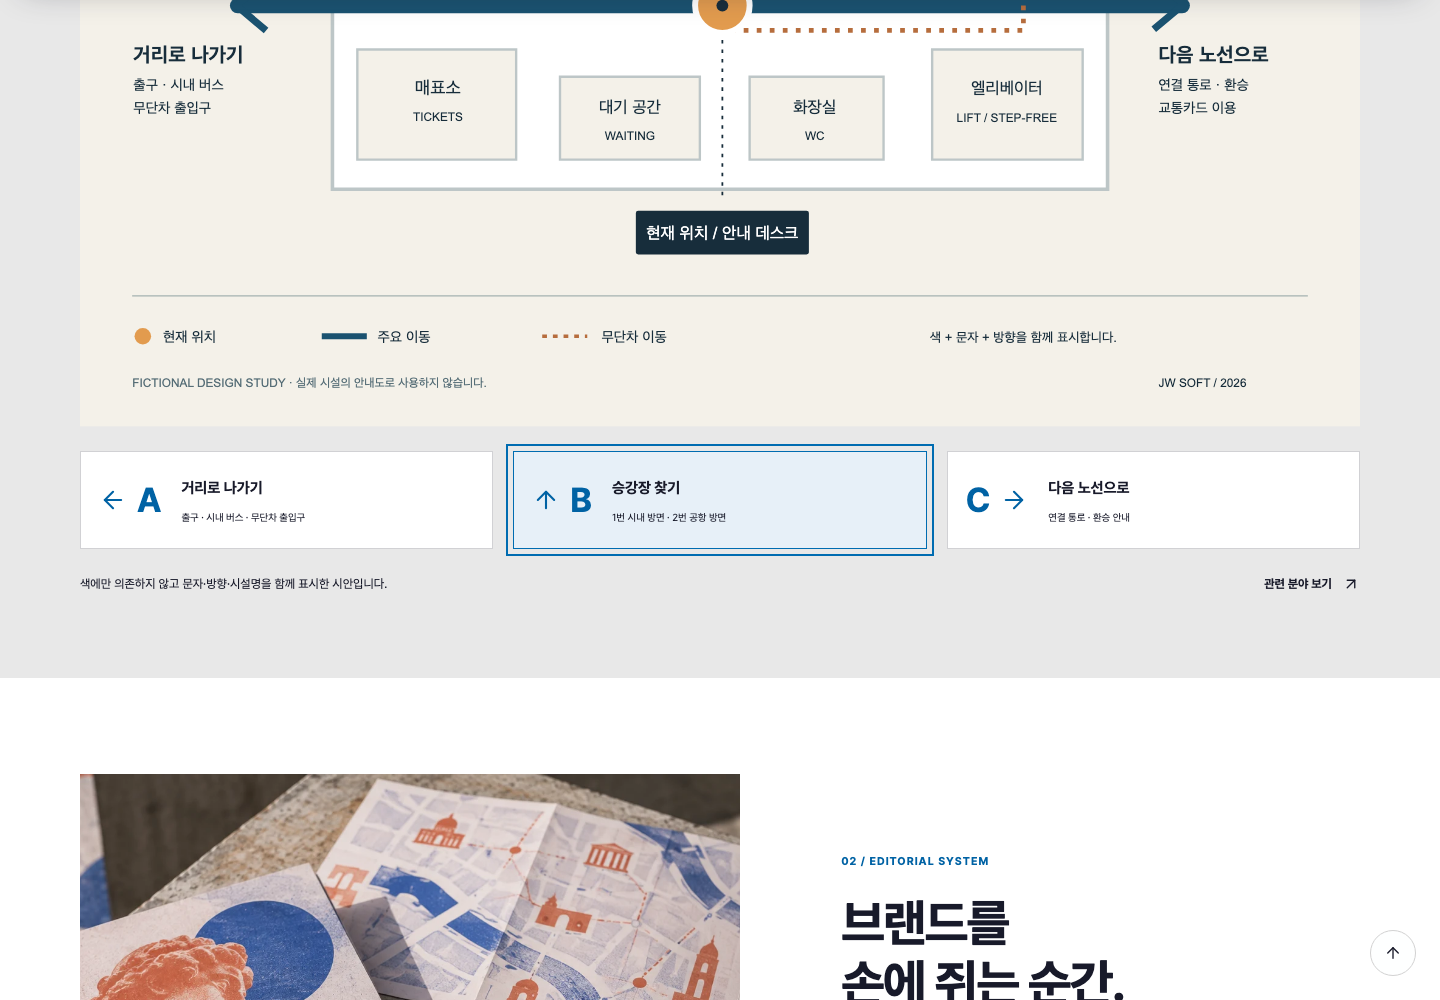 거리로 나가기
출구 · 시내 버스
무단차 출입구
매표소
TICKETS
대기 공간
WAITING
화장실
WC
엘리베이터
LIFT / STEP-FREE
다음 노선으로
연결 통로 · 환승
교통카드 이용
현재 위치 / 안내 데스크
현재 위치
주요 이동
무단차 이동
색 + 문자 + 방향을 함께 표시합니다.
FICTIONAL DESIGN STUDY · 실제 시설의 안내도로 사용하지 않습니다.
JW SOFT / 2026
A
거리로 나가기
출구 · 시내 버스 · 무단차 출입구
B
승강장 찾기
1번 시내 방면 · 2번 공항 방면
C
다음 노선으로
연결 통로 · 환승 안내
색에만 의존하지 않고 문자·방향·시설명을 함께 표시한 시안입니다.
관련 분야 보기
02 / EDITORIAL SYSTEM
브랜드를
손에 쥐는 순간.